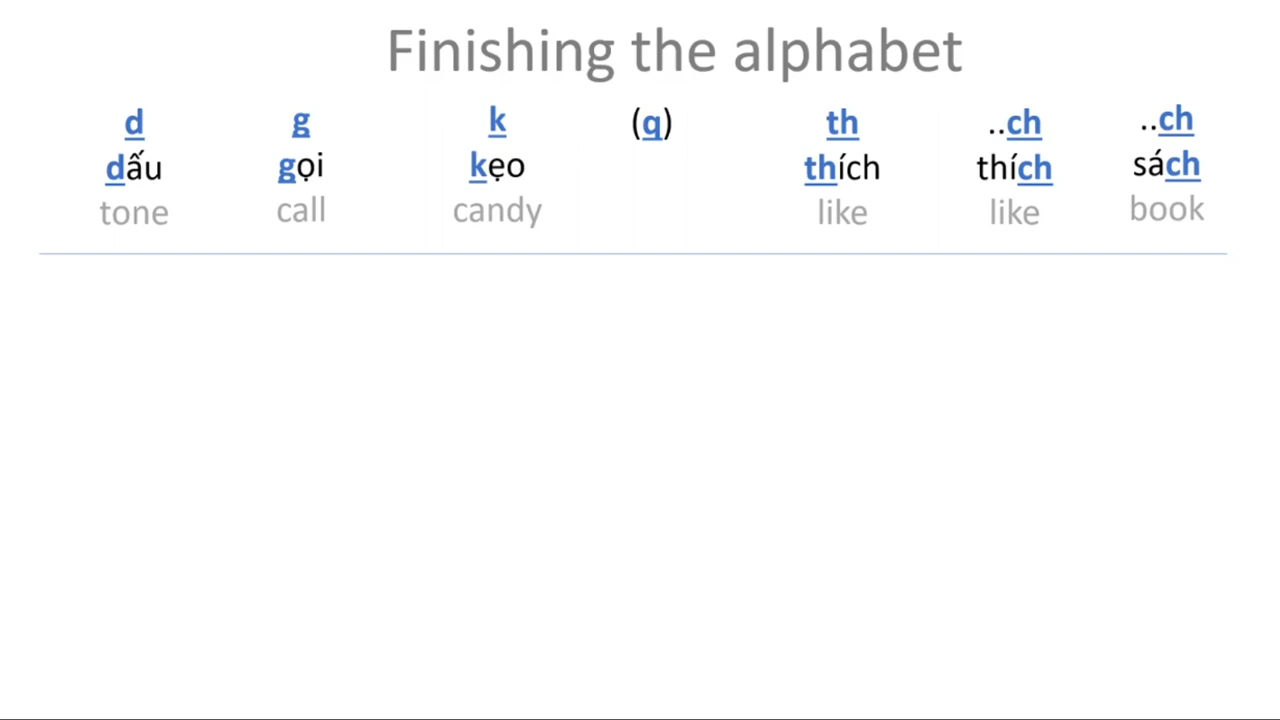 Finishing the alphabet
d g k (q) th ..ch ..ch
dấu gọi kẹo thích thích sách
tone call candy like like book